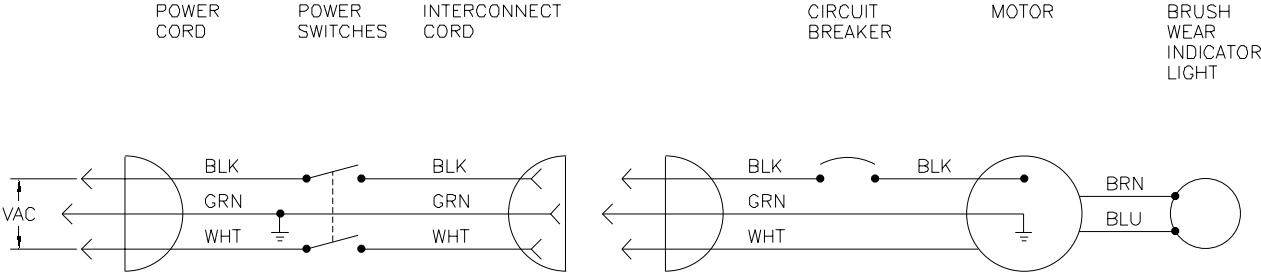 POWER
CORD
POWER
SWITCHES
INTERCONNECT
CORD
CIRCUIT
BREAKER
MOTOR
BRUSH
WEAR
INDICATOR
LIGHT
BLK BLK BLK BLK
BRN
VAC GRN GRN GRN
BLU
WHT WHT WHT